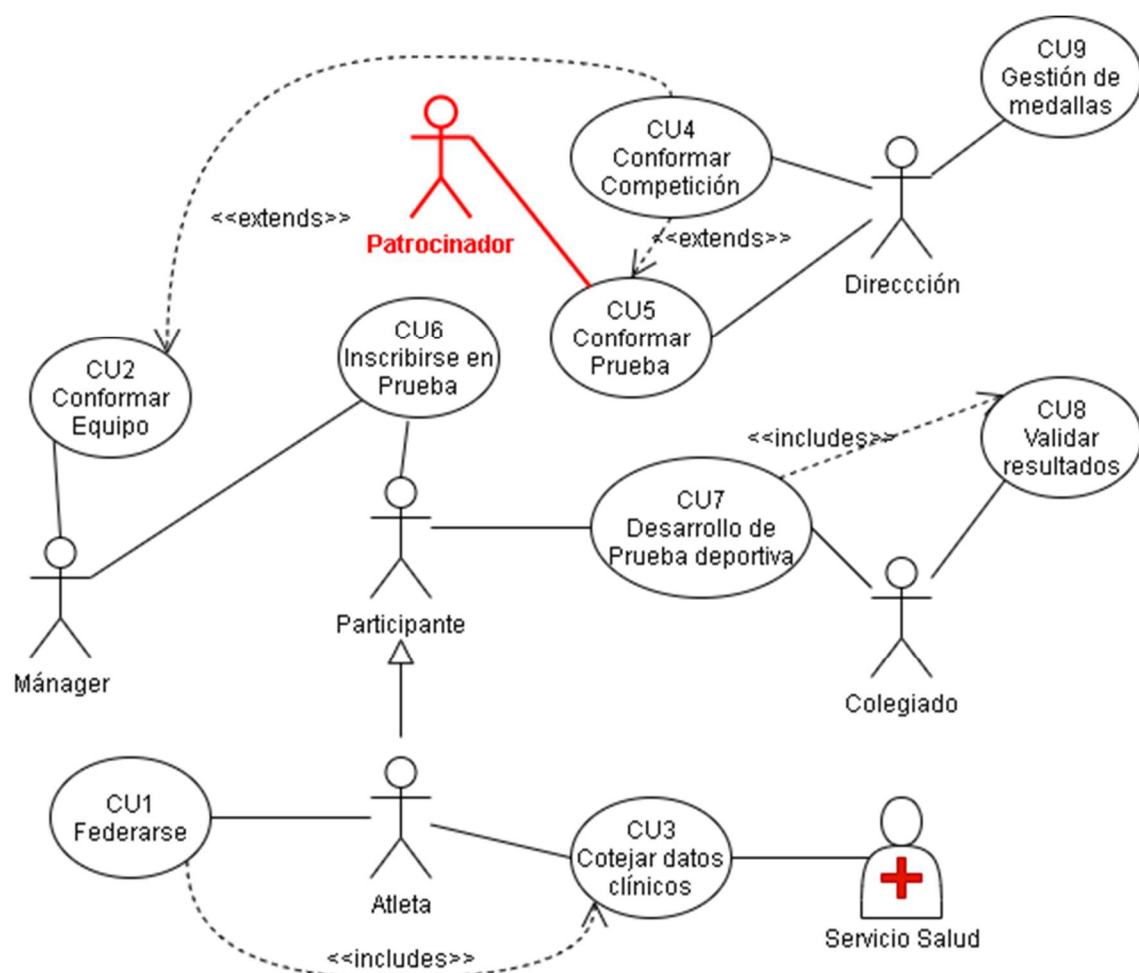 CU9
Gestión de
medallas
CU4
Conformar
Competición
<<extends>>
Patrocinador
<<extends>>
Direccción
CU5
Conformar
Prueba
CU6
Inscribirse en
Prueba
CU2
Conformar
Equipo
CU8
Validar
resultados
<<includes>>
CU7
Desarrollo de
Prueba deportiva
Participante
Mánager
Colegiado
CU1
Federarse
CU3
Cotejar datos
clínicos
Atleta
Servicio Salud
<<includes>>